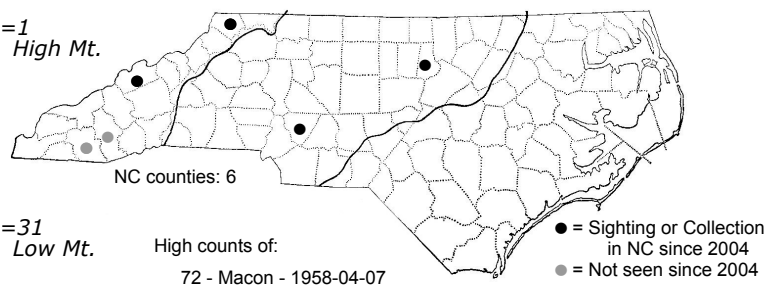 =1
High Mt.
NC counties: 6
=31
Low Mt.
High counts of:
72 - Macon - 1958-04-07
= Sighting or Collection
in NC since 2004
= Not seen since 2004